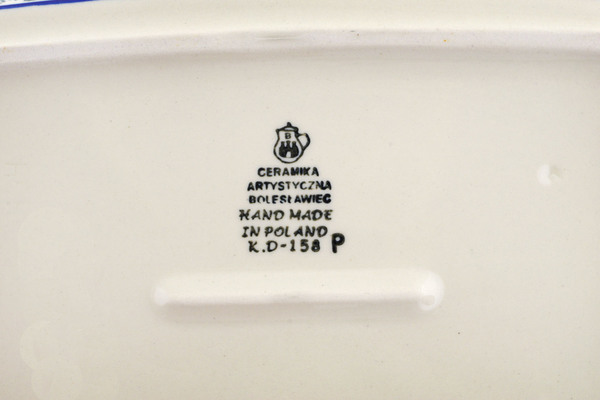 B
CERAMIKA
ARTYSTYCZNA
BOLESŁAWIEC
HAND MADE
IN POLAND
K.D-158 P